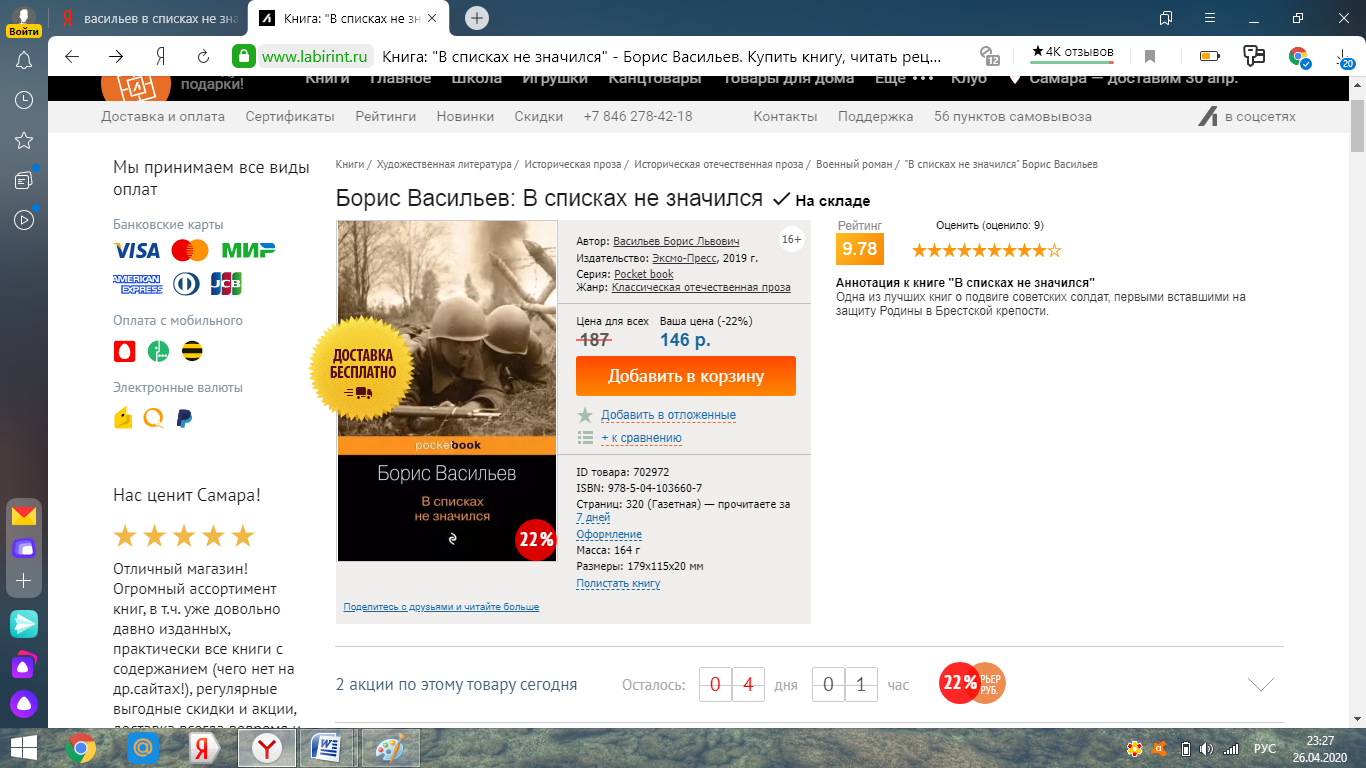 Войти
васильев в списках не зна
Книга: "В списках не зн
www.labirint.ru
Книга: "В списках не значился" - Борис Васильев. Купить книгу, читать рец...
12
★4K отзывов
20
подарки!
Книги Главное Школа Игрушки Канцтовары Товары для дома Ещё ••• Клуб Самара — доставим 30 апр.
Доставка и оплата Сертификаты Рейтинги Новинки Скидки +7 846 278-42-18 Контакты Поддержка 56 пунктов самовывоза в соцсетях
Мы принимаем все виды
оплат
Банковские карты
VISA МИР
AMERICAN EXPRESS JCB
Оплата с мобильного
Электронные валюты
Нас ценит Самара!
Отличный магазин!
Огромный ассортимент
книг, в т.ч. уже довольно
давно изданных,
практически все книги с
содержанием (чего нет на
др.сайтах!), регулярные
выгодные скидки и акции,
доставка всегда вовремя и
Книги / Художественная литература / Историческая проза / Историческая отечественная проза / Военный роман / "В списках не значился" Борис Васильев
Борис Васильев: В списках не значился На складе
ДОСТАВКА
БЕСПЛАТНО
pocketbook
Борис Васильев
В списках
не значился
22%
Поделитесь с друзьями и читайте больше
16+
Автор: Васильев Борис Львович
Издательство: Эксмо-Пресс, 2019 г.
Серия: Pocket book
Жанр: Классическая отечественная проза
Цена для всех Ваша цена (-22%)
187 146 р.
Добавить в корзину
Добавить в отложенные
+ к сравнению
ID товара: 702972
ISBN: 978-5-04-103660-7
Страниц: 320 (Газетная) — прочитаете за
7 дней
Оформление
Масса: 164 г
Размеры: 179x115x20 мм
Полистать книгу
Рейтинг Оценить (оценило: 9)
9.78
Аннотация к книге "В списках не значился"
Одна из лучших книг о подвиге советских солдат, первыми вставшими на
защиту Родины в Брестской крепости.
2 акции по этому товару сегодня Осталось: 0 4 дня 0 1 час 22%
РУС
23:27
26.04.2020